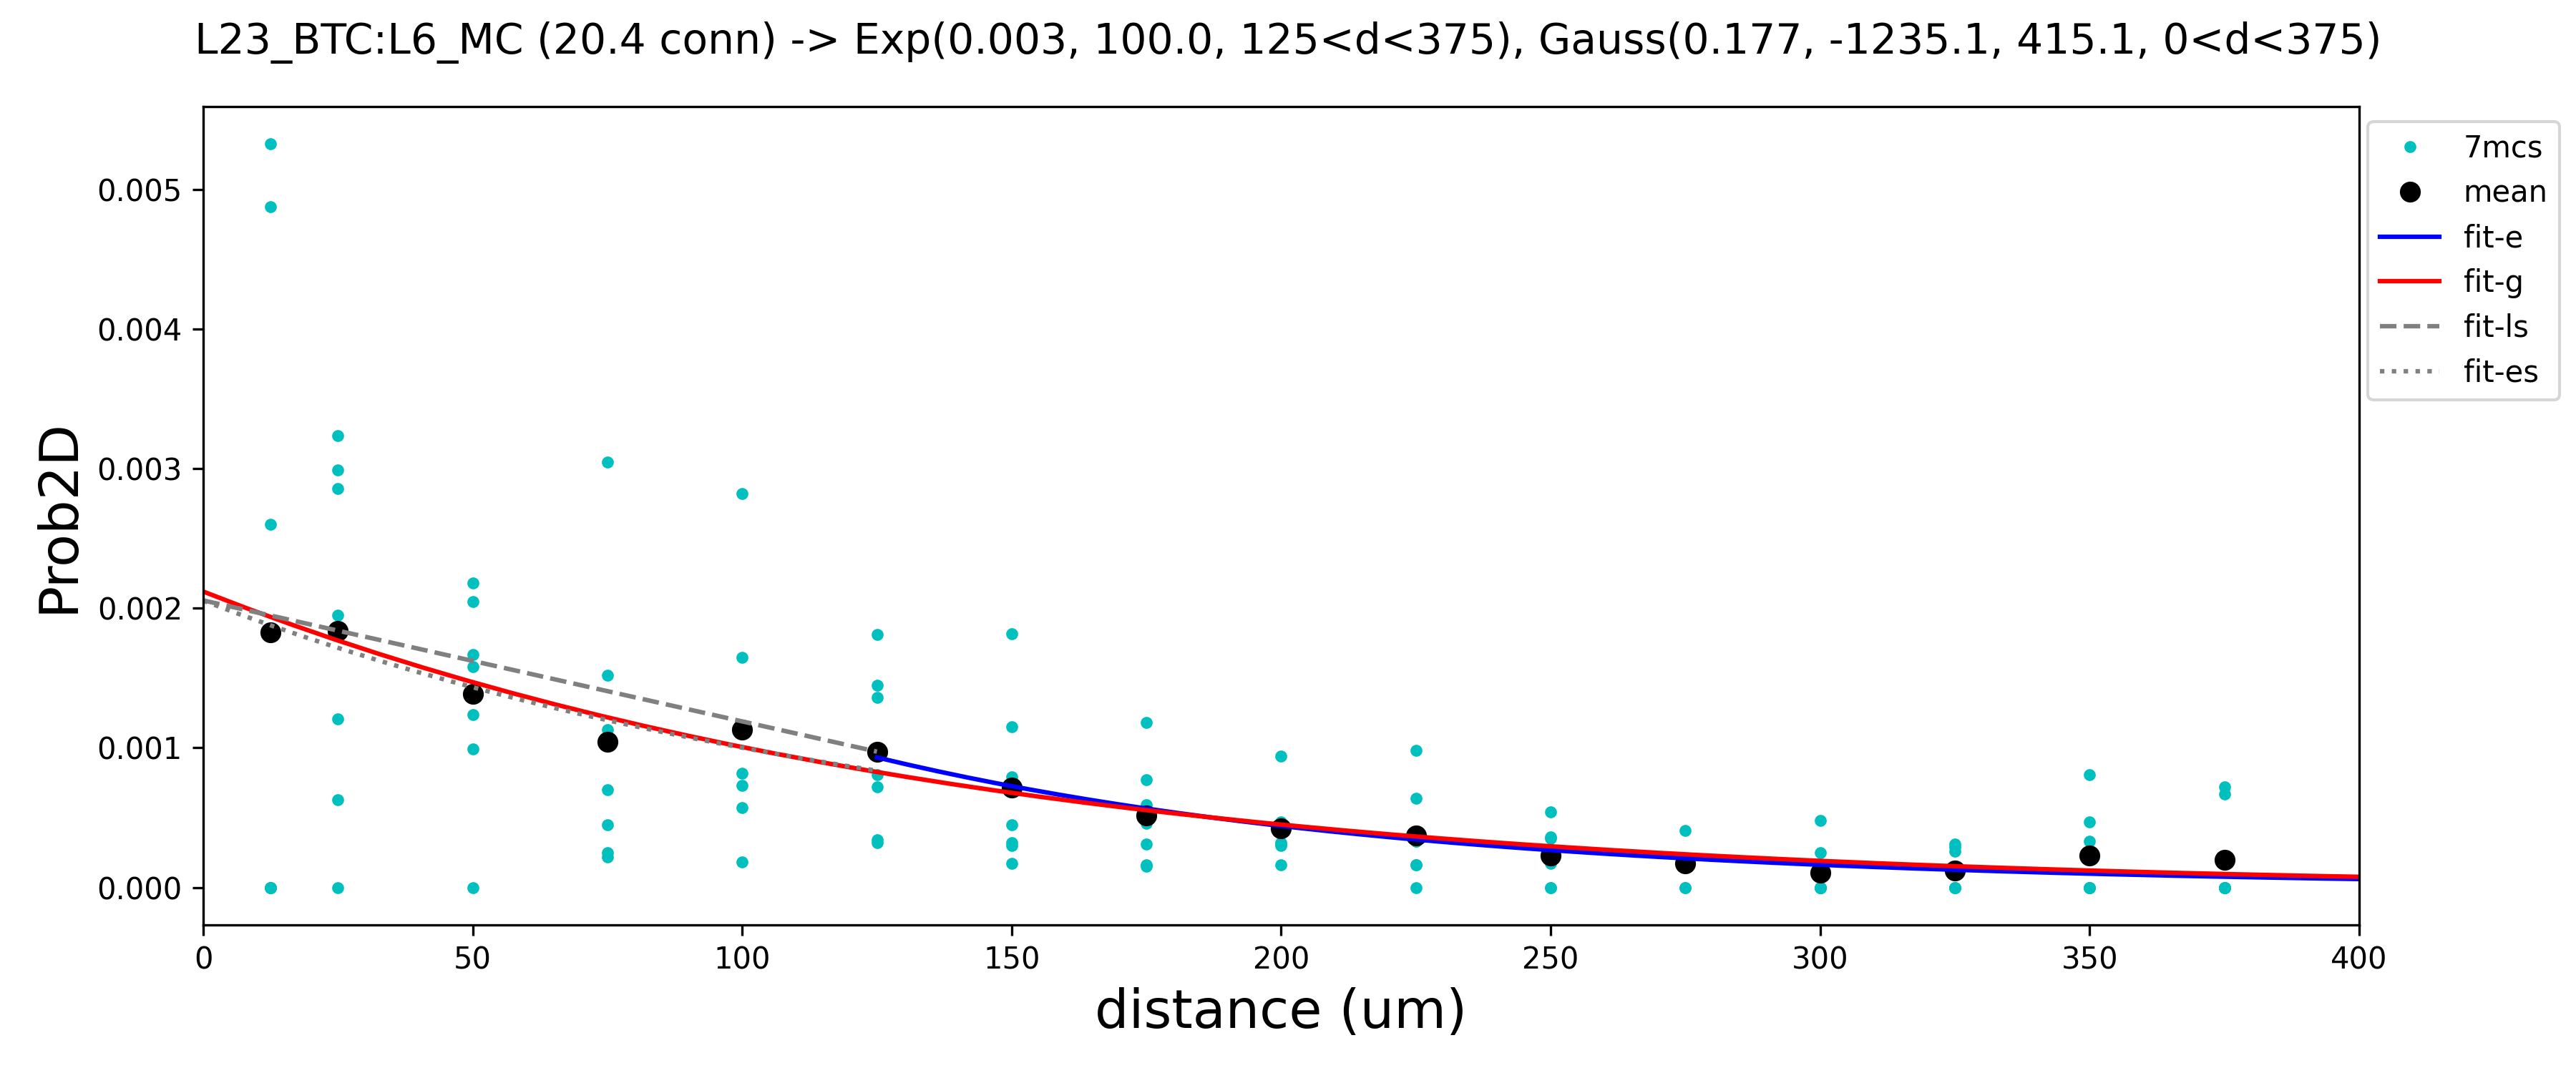 L23_BTC:L6_MC (20.4 conn) -> Exp(0.003, 100.0, 125<d<375), Gauss(0.177, -1235.1, 415.1, 0<d<375)
7mcs
mean
fit-e
fit-g
fit-ls
fit-es
Prob2D
0.005
0.004
0.003
0.002
0.001
0.000
0 50 100 150 200 250 300 350 400
distance (um)